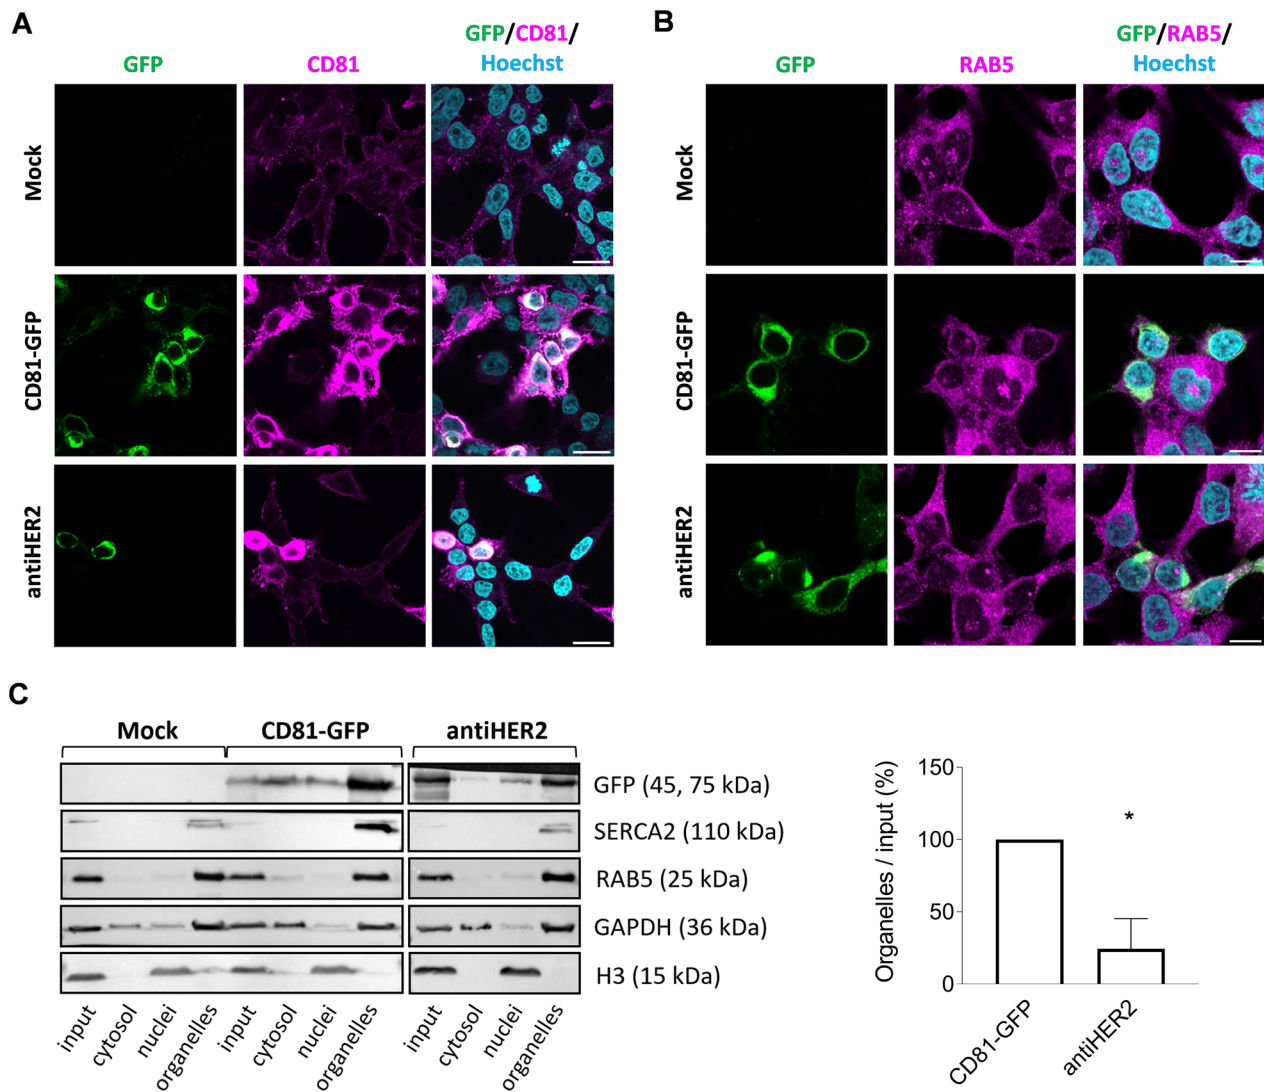 A
GFP
CD81
GFP/CD81/
Hoechst
Mock
CD81-GFP
antiHER2
B
GFP
RAB5
GFP/RAB5/
Hoechst
Mock
CD81-GFP
antiHER2
C
Mock
CD81-GFP
antiHER2
GFP (45, 75 kDa)
SERCA2 (110 kDa)
RAB5 (25 kDa)
GAPDH (36 kDa)
H3 (15 kDa)
input
cytosol
nuclei
organelles
input
cytosol
nuclei
organelles
input
cytosol
nuclei
organelles
Organelles / input (%)
150
100
50
0
*
CD81-GFP
antiHER2